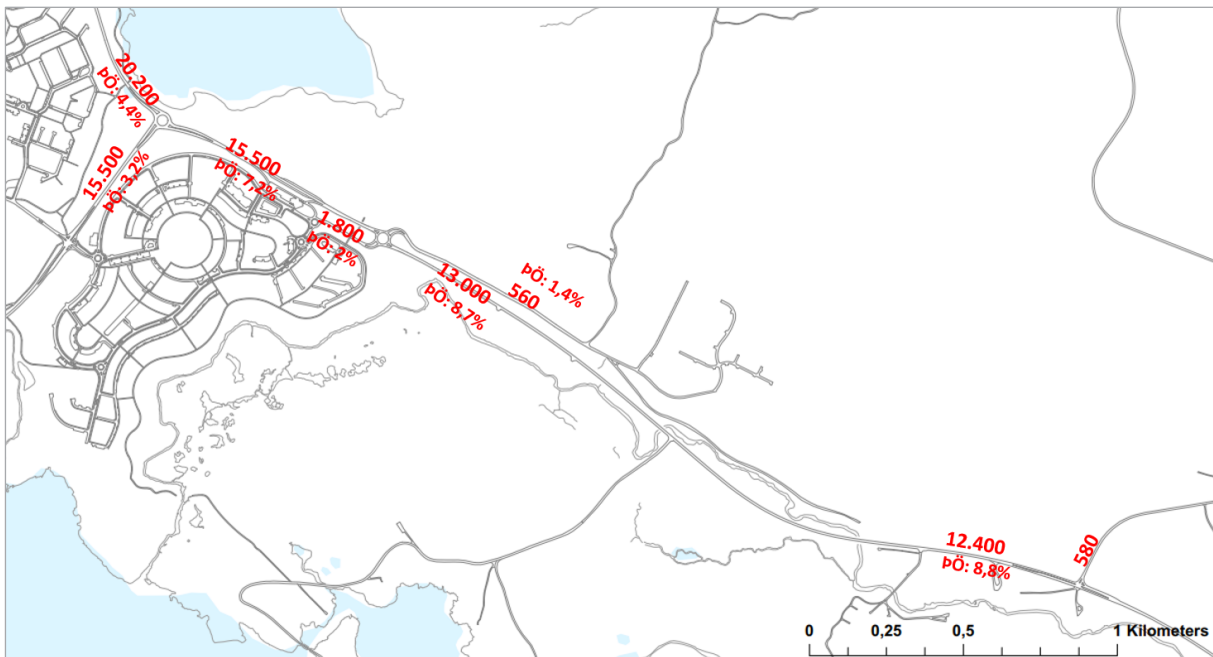 20.200
ÞÖ: 4,4%
15.500
ÞÖ: 3,2%
15.500
ÞÖ: 7,2%
1.800
ÞÖ: 2%
ÞÖ: 1,4%
560
13.000
ÞÖ: 8,7%
12.400
ÞÖ: 8,8%
580
0 0,25 0,5 1 Kilometers